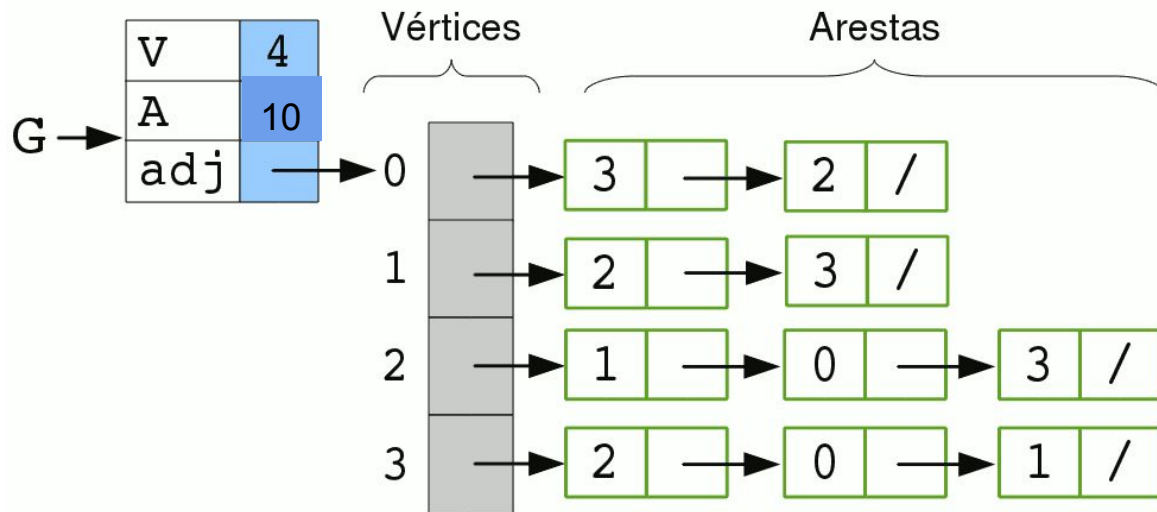 Vértices Arestas
V 4
A 10
G adj
0 3 2 /
1 2 3 /
2 1 0 3 /
3 2 0 1 /